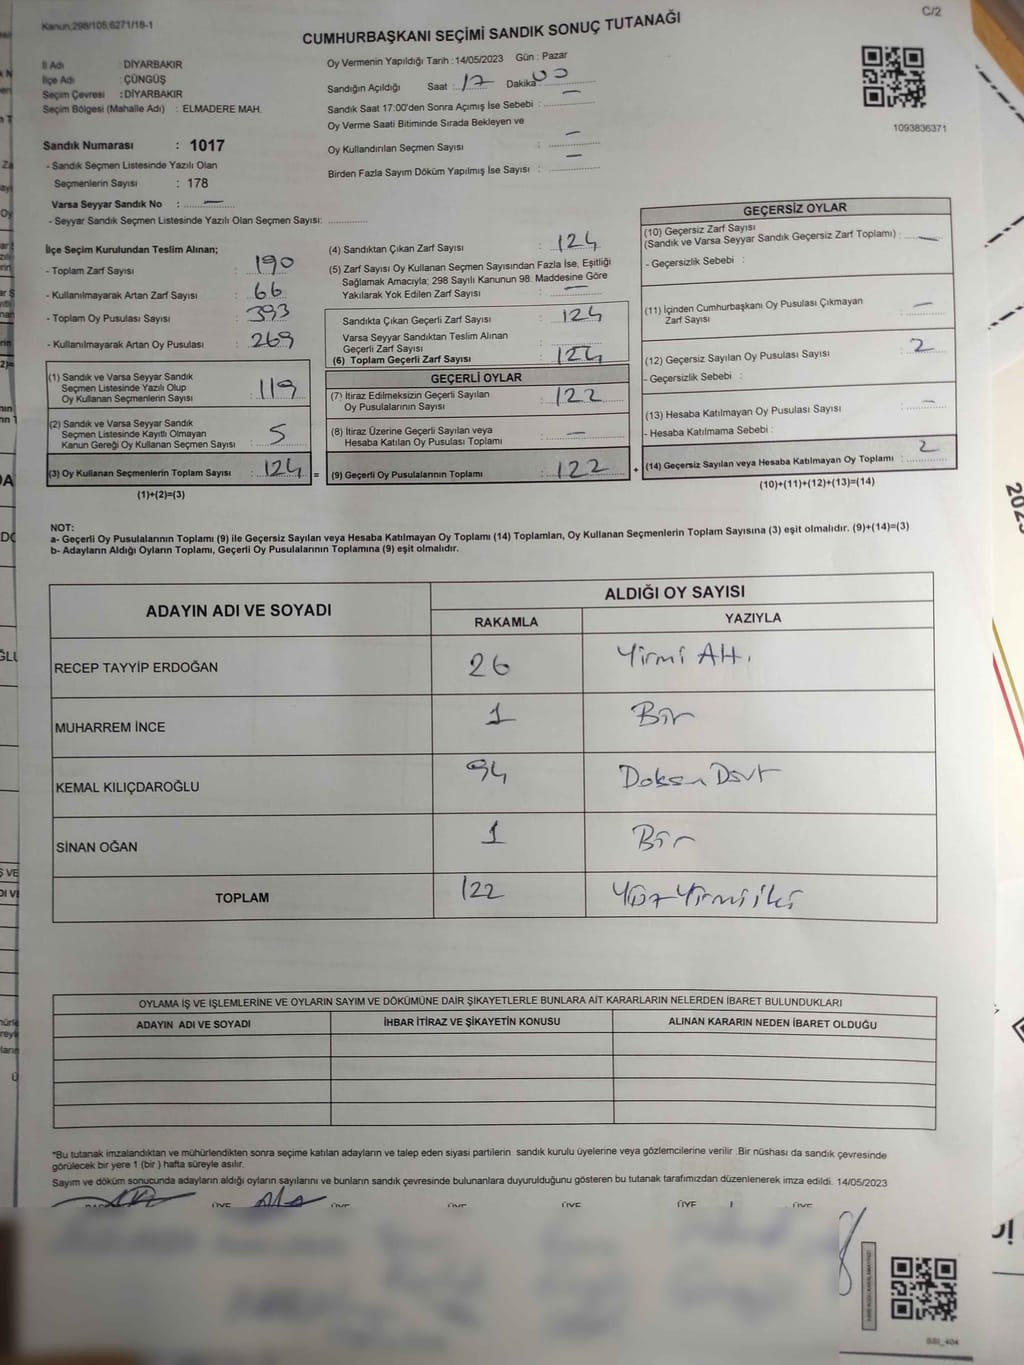 Kanun,298/105,6271/18-1
C/2
CUMHURBAŞKANI SEÇİMİ SANDIK SONUÇ TUTANAĞI
İl Adı : DİYARBAKIR
İlçe Adı : ÇÜNGÜŞ
Seçim Çevresi : DİYARBAKIR
Seçim Bölgesi (Mahalle Adı) : ELMADERE MAH.
Oy Vermenin Yapıldığı Tarih : 14/05/2023 Gün : Pazar
Sandığın Açıldığı Saat : 17 Dakika 00
Sandık Saat 17:00'den Sonra Açımış İse Sebebi : —
Oy Verme Saati Bitiminde Sırada Bekleyen ve
Oy Kullandırılan Seçmen Sayısı : —
Birden Fazla Sayım Döküm Yapılmış İse Sayısı : —
1093836371
Sandık Numarası : 1017
- Sandık Seçmen Listesinde Yazılı Olan
Seçmenlerin Sayısı : 178
Varsa Seyyar Sandık No : —
- Seyyar Sandık Seçmen Listesinde Yazılı Olan Seçmen Sayısı:
İlçe Seçim Kurulundan Teslim Alınan;
- Toplam Zarf Sayısı : 190
- Kullanılmayarak Artan Zarf Sayısı : 66
- Toplam Oy Pusulası Sayısı : 393
- Kullanılmayarak Artan Oy Pusulası : 269
(1) Sandık ve Varsa Seyyar Sandık
Seçmen Listesinde Yazılı Olup
Oy Kullanan Seçmenlerin Sayısı : 119
(2) Sandık ve Varsa Seyyar Sandık
Seçmen Listesinde Kayıtlı Olmayan
Kanun Gereği Oy Kullanan Seçmen Sayısı : 5
(3) Oy Kullanan Seçmenlerin Toplam Sayısı : 124 =
(1)+(2)=(3)
(4) Sandıktan Çıkan Zarf Sayısı : 124
(5) Zarf Sayısı Oy Kullanan Seçmen Sayısından Fazla İse, Eşitliği
Sağlamak Amacıyla; 298 Sayılı Kanunun 98. Maddesine Göre
Yakılarak Yok Edilen Zarf Sayısı : —
Sandıkta Çıkan Geçerli Zarf Sayısı : 124
Varsa Seyyar Sandıktan Teslim Alınan
Geçerli Zarf Sayısı :
(6) Toplam Geçerli Zarf Sayısı : 124
GEÇERLİ OYLAR
(7) İtiraz Edilmeksizin Geçerli Sayılan
Oy Pusulalarının Sayısı : 122
(8) İtiraz Üzerine Geçerli Sayılan veya
Hesaba Katılan Oy Pusulası Toplamı : —
(9) Geçerli Oy Pusulalarının Toplamı : 122 +
GEÇERSİZ OYLAR
(10) Geçersiz Zarf Sayısı
(Sandık ve Varsa Seyyar Sandık Geçersiz Zarf Toplamı) : —
- Geçersizlik Sebebi :
(11) İçinden Cumhurbaşkanı Oy Pusulası Çıkmayan
Zarf Sayısı : —
(12) Geçersiz Sayılan Oy Pusulası Sayısı : 2
- Geçersizlik Sebebi :
(13) Hesaba Katılmayan Oy Pusulası Sayısı : —
- Hesaba Katılmama Sebebi :
(14) Geçersiz Sayılan veya Hesaba Katılmayan Oy Toplamı : 2
(10)+(11)+(12)+(13)=(14)
NOT:
a- Geçerli Oy Pusulalarının Toplamı (9) ile Geçersiz Sayılan veya Hesaba Katılmayan Oy Toplamı (14) Toplamları, Oy Kullanan Seçmenlerin Toplam Sayısına (3) eşit olmalıdır. (9)+(14)=(3)
b- Adayların Aldığı Oyların Toplamı, Geçerli Oy Pusulalarının Toplamına (9) eşit olmalıdır.
ADAYIN ADI VE SOYADI
ALDIĞI OY SAYISI
RAKAMLA YAZIYLA
RECEP TAYYİP ERDOĞAN 26 Yirmi Altı
MUHARREM İNCE 1 Bir
KEMAL KILIÇDAROĞLU 94 Doksan Dört
SİNAN OĞAN 1 Bir
TOPLAM 122 Yüz Yirmi iki
OYLAMA İŞ VE İŞLEMLERİNE VE OYLARIN SAYIM VE DÖKÜMÜNE DAİR ŞİKAYETLERLE BUNLARA AİT KARARLARIN NELERDEN İBARET BULUNDUKLARI
ADAYIN ADI VE SOYADI İHBAR İTİRAZ VE ŞİKAYETİN KONUSU ALINAN KARARIN NEDEN İBARET OLDUĞU
*Bu tutanak imzalandıktan ve mühürlendikten sonra seçime katılan adayların ve talep eden siyasi partilerin sandık kurulu üyelerine veya gözlemcilerine verilir .Bir nüshası da sandık çevresinde
görülecek bir yere 1 (bir ) hafta süreyle asılır.
Sayım ve döküm sonucunda adayların aldığı oyların sayılarını ve bunların sandık çevresinde bulunanlara duyurulduğunu gösteren bu tutanak tarafımızdan düzenlenerek imza edildi. 14/05/2023
ÜYE ÜYE ÜYE ÜYE ÜYE ÜYE